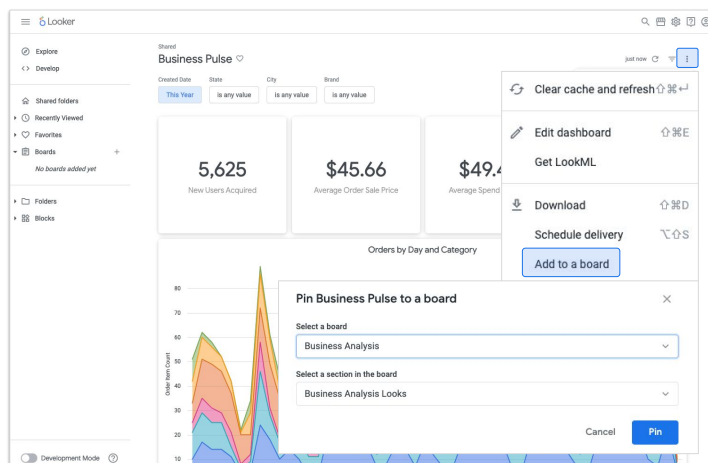 Looker
Explore
Develop
Shared folders
Recently Viewed
Favorites
Boards +
No boards added yet
Folders
Blocks
Development Mode
Shared
Business Pulse
just now
Created Date State City Brand
This Year is any value is any value is any value
5,625
New Users Acquired
$45.66
Average Order Sale Price
$49.4
Average Spend
Orders by Day and Category
Order Item Count
80
70
60
50
40
30
20
10
Clear cache and refresh ⇧⌘↵
Edit dashboard ⇧⌘E
Get LookML
Download ⇧⌘D
Schedule delivery ⌥⇧S
Add to a board
Pin Business Pulse to a board
Select a board
Business Analysis
Select a section in the board
Business Analysis Looks
Cancel Pin